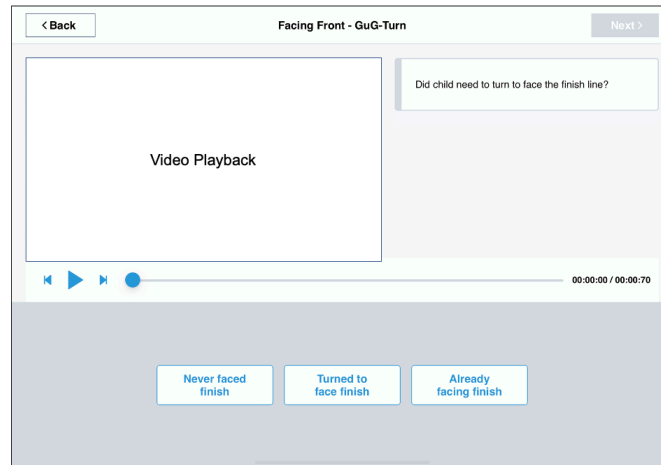 < Back
Facing Front - GuG-Turn
Next >
Did child need to turn to face the finish line?
Video Playback
00:00:00 / 00:00:70
Never faced
finish
Turned to
face finish
Already
facing finish